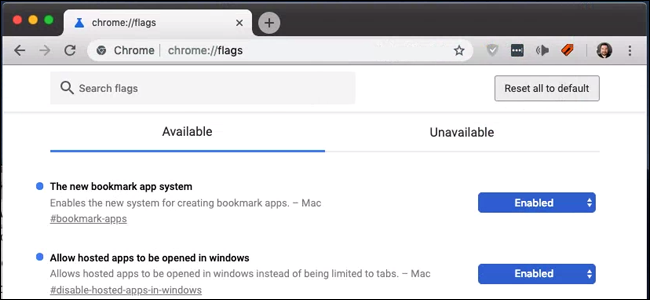 chrome://flags
Chrome chrome://flags
Search flags
Reset all to default
Available
Unavailable
The new bookmark app system
Enables the new system for creating bookmark apps. – Mac
#bookmark-apps
Enabled
Allow hosted apps to be opened in windows
Allows hosted apps to be opened in windows instead of being limited to tabs. – Mac
#disable-hosted-apps-in-windows
Enabled